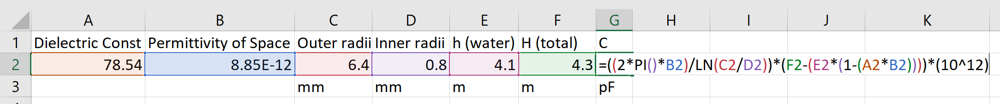 A B C D E F G H I J K
1 Dielectric Const Permittivity of Space Outer radii Inner radii h (water) H (total) C
2 78.54 8.85E-12 6.4 0.8 4.1 4.3 =((2*PI()*B2)/LN(C2/D2))*(F2-(E2*(1-(A2*B2))))*(10^12)
3 mm mm m m pF